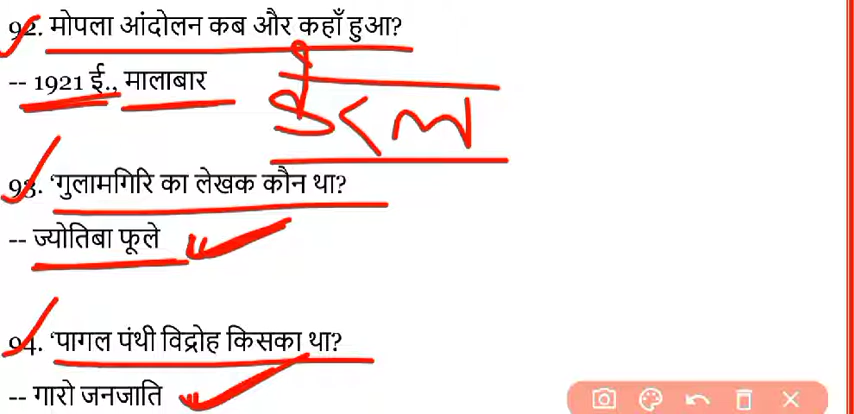 92. मोपला आंदोलन कब और कहाँ हुआ?
-- 1921 ई., मालाबार
केरल
93. ‘गुलामगिरि का लेखक कौन था?
-- ज्योतिबा फूले
94. ‘पागल पंथी विद्रोह किसका था?
-- गारो जनजाति